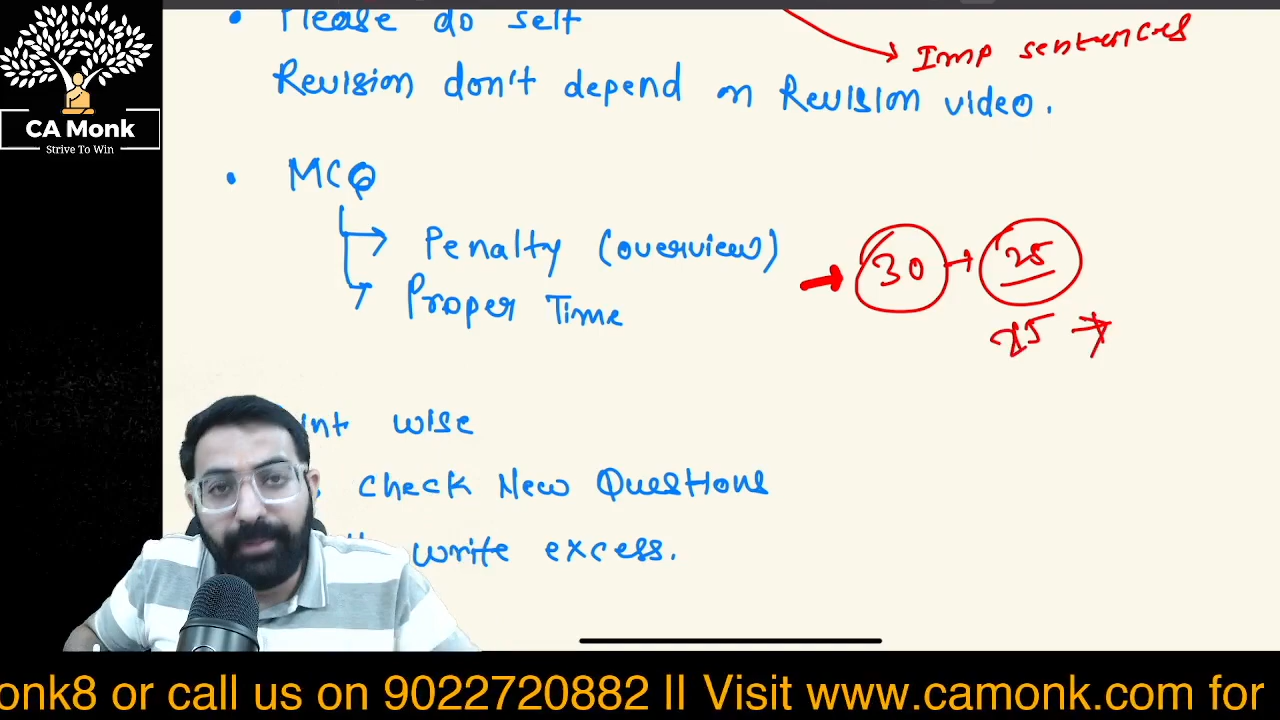 CA Monk
Strive To Win
• Please do self
Revision don't depend on Revision video.
Imp sentences
• MCQ
Penalty (overview)
Proper Time
30 → 25
25
wise
check New Questions
write excess.
onk8 or call us on 9022720882 II Visit www.camonk.com for